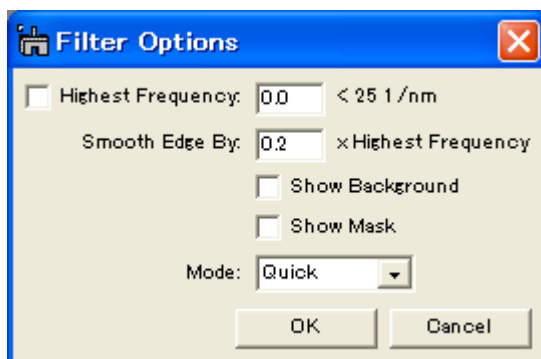 Filter Options
Highest Frequency: 0.0 < 25 1/nm
Smooth Edge By: 0.2 x Highest Frequency
Show Background
Show Mask
Mode: Quick
OK Cancel